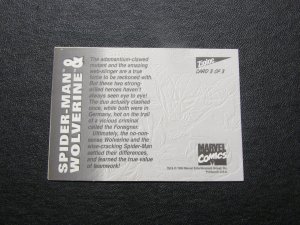 SPIDER-MAN &
WOLVERINE
The adamantium-clawed
mutant and the amazing
web-slinger are a true
force to be reckoned with.
But these two strong
willed heroes haven't
always seen eye to eye!
The duo actually clashed
once, while both were in
Germany, hot on the trail
of a vicious criminal
called the Foreigner.
Ultimately, the no-non-
sense Wolverine and the
wise-cracking Spider-Man
settled their differences,
and learned the true value
of teamwork!
CARD OF
MARVEL
COMICS
Marvel Entertainment Group, Inc.